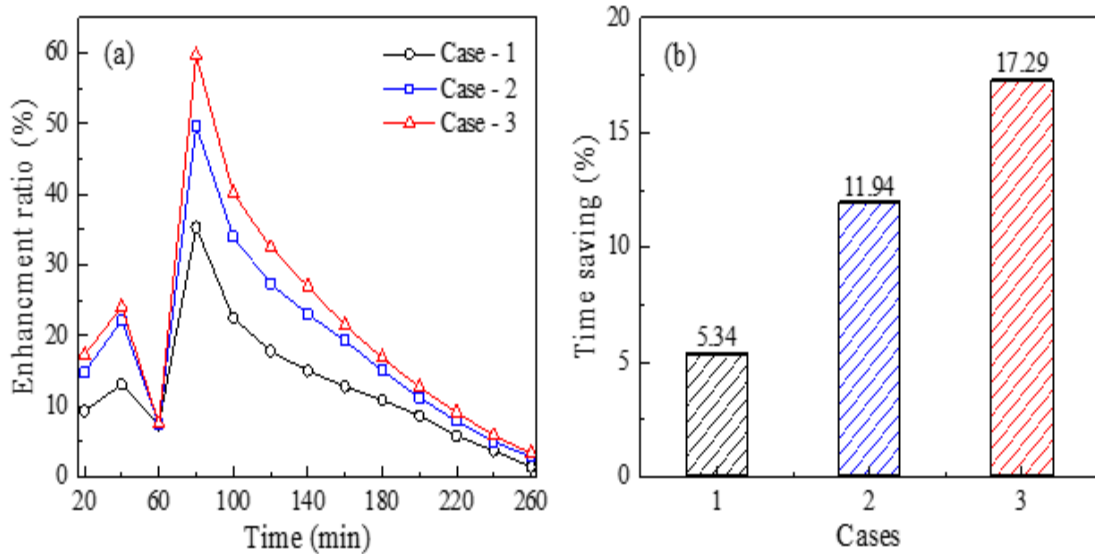 (a)
Case - 1
Case - 2
Case - 3
Enhancment ratio (%)
60
50
40
30
20
10
0
20 60 100 140 180 220 260
Time (min)
(b)
Time saving (%)
20
15
10
5
0
5.34
11.94
17.29
1 2 3
Cases